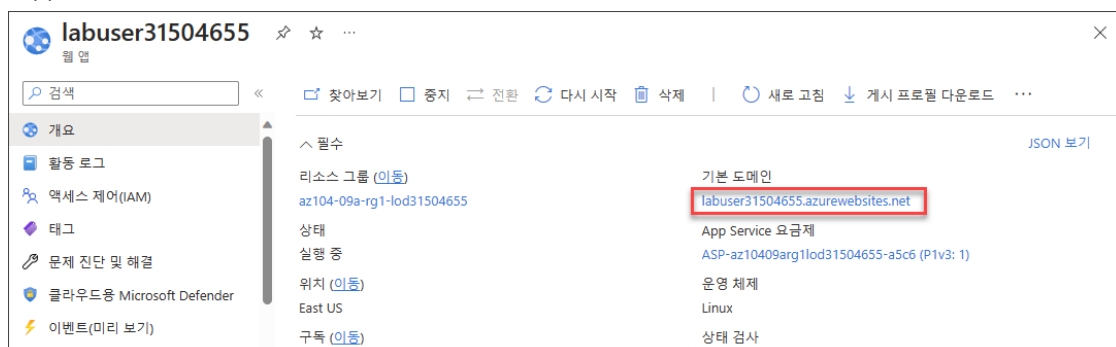 labuser31504655
웹 앱
검색
찾아보기 중지 전환 다시 시작 삭제 새로 고침 게시 프로필 다운로드
개요
활동 로그
액세스 제어(IAM)
태그
문제 진단 및 해결
클라우드용 Microsoft Defender
이벤트(미리 보기)
필수
JSON 보기
리소스 그룹 (이동)
az104-09a-rg1-lod31504655
상태
실행 중
위치 (이동)
East US
구독 (이동)
기본 도메인
labuser31504655.azurewebsites.net
App Service 요금제
ASP-az10409arg1lod31504655-a5c6 (P1v3: 1)
운영 체제
Linux
상태 검사